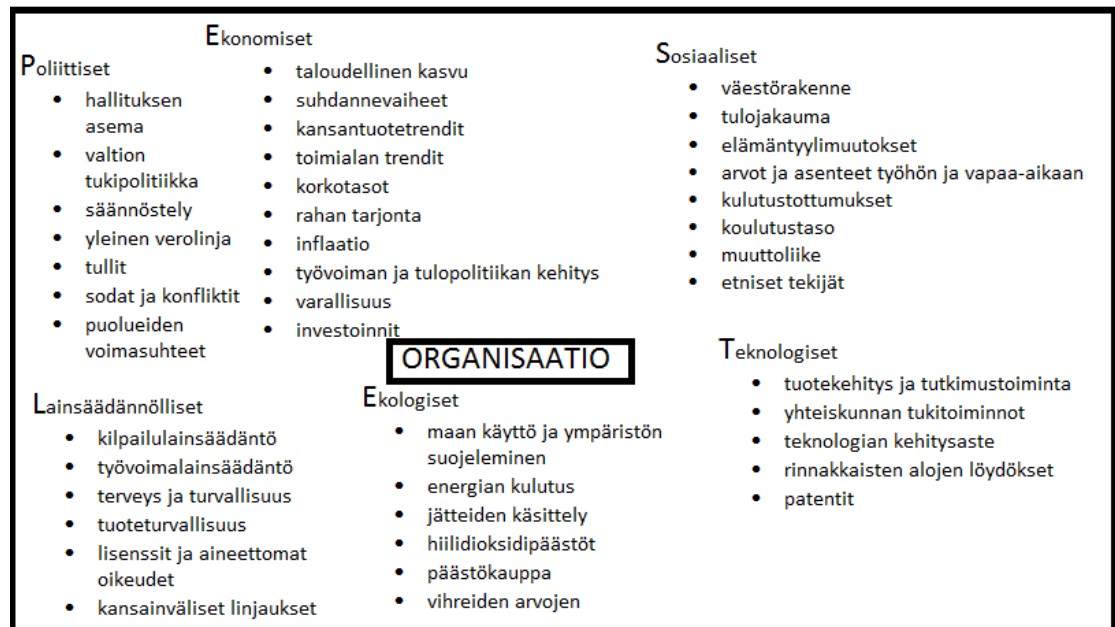 Poliittiset
• hallituksen
asema
• valtion
tukipolitiikka
• säännöstely
• yleinen verolinja
• tullit
• sodat ja konfliktit
• puolueiden
voimasuhteet
Ekonomiset
• taloudellinen kasvu
• suhdannevaiheet
• kansantuotetrendit
• toimialan trendit
• korkotasot
• rahan tarjonta
• inflaatio
• työvoiman ja tulopolitiikan kehitys
• varallisuus
• investoinnit
Sosiaaliset
• väestörakenne
• tulojakauma
• elämäntyylimuutokset
• arvot ja asenteet työhön ja vapaa-aikaan
• kulutustottumukset
• koulutustaso
• muuttoliike
• etniset tekijät
ORGANISAATIO
Lainsäädännölliset
• kilpailulainsäädäntö
• työvoimalainsäädäntö
• terveys ja turvallisuus
• tuoteturvallisuus
• lisenssit ja aineettomat
oikeudet
• kansainväliset linjaukset
Ekologiset
• maan käyttö ja ympäristön
suojeleminen
• energian kulutus
• jätteiden käsittely
• hiilidioksidipäästöt
• päästökauppa
• vihreiden arvojen
Teknologiset
• tuotekehitys ja tutkimustoiminta
• yhteiskunnan tukitoiminnot
• teknologian kehitysaste
• rinnakkaisten alojen löydökset
• patentit